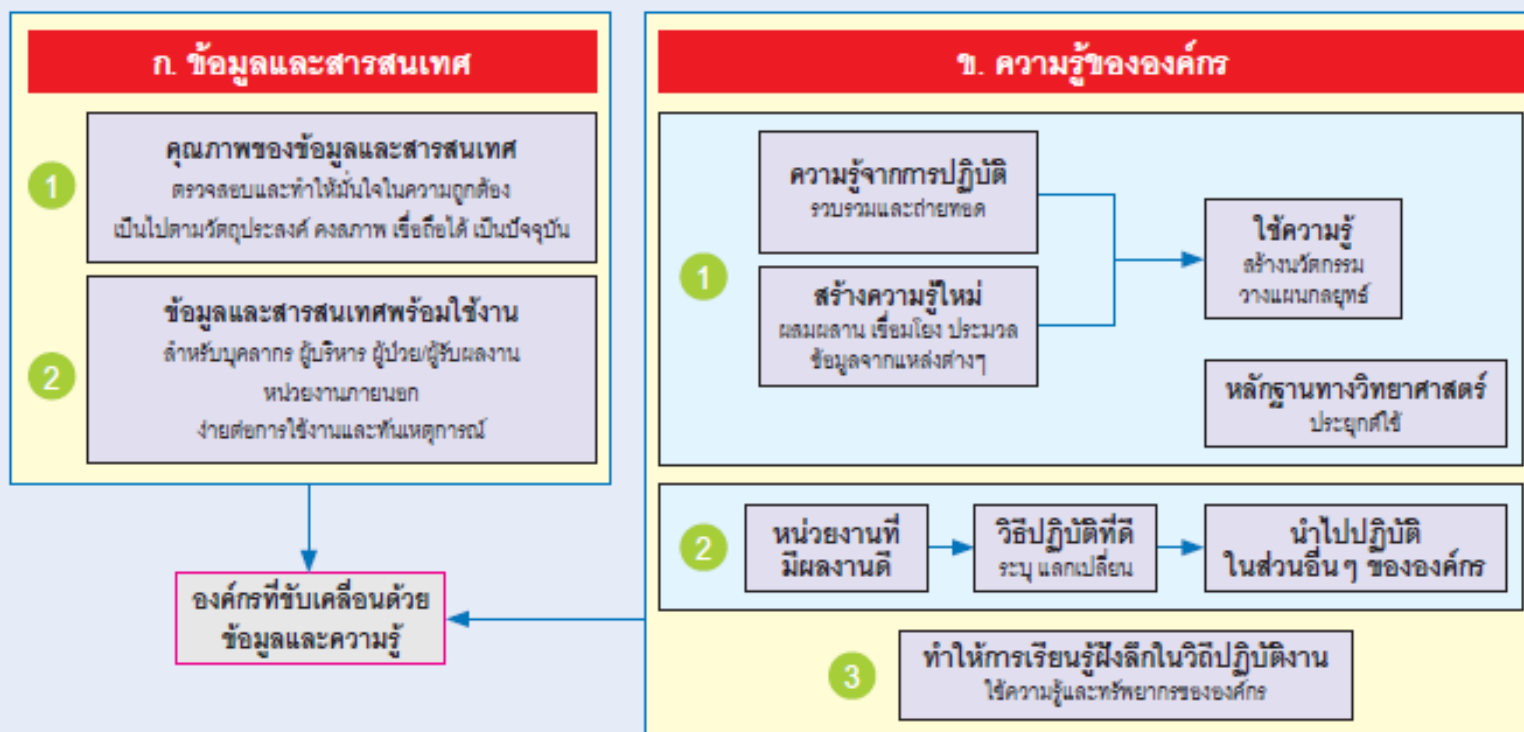 ก. ข้อมูลและสารสนเทศ
1
คุณภาพของข้อมูลและสารสนเทศ
ตรวจสอบและทำให้มั่นใจในความถูกต้อง
เป็นไปตามวัตถุประสงค์ คงสภาพ เชื่อถือได้ เป็นปัจจุบัน
2
ข้อมูลและสารสนเทศพร้อมใช้งาน
สำหรับบุคลากร ผู้บริหาร ผู้ป่วย/ผู้รับผลงาน
หน่วยงานภายนอก
ง่ายต่อการใช้งานและทันเหตุการณ์
องค์กรที่ขับเคลื่อนด้วย
ข้อมูลและความรู้
ข. ความรู้ขององค์กร
1
ความรู้จากการปฏิบัติ
รวบรวมและถ่ายทอด
สร้างความรู้ใหม่
ผสมผสาน เชื่อมโยง ประมวล
ข้อมูลจากแหล่งต่างๆ
ใช้ความรู้
สร้างนวัตกรรม
วางแผนกลยุทธ์
หลักฐานทางวิทยาศาสตร์
ประยุกต์ใช้
2
หน่วยงานที่
มีผลงานดี
วิธีปฏิบัติที่ดี
ระบุ แลกเปลี่ยน
นำไปปฏิบัติ
ในส่วนอื่นๆ ขององค์กร
3
ทำให้การเรียนรู้ฝังลึกในวิถีปฏิบัติงาน
ใช้ความรู้และทรัพยากรขององค์กร